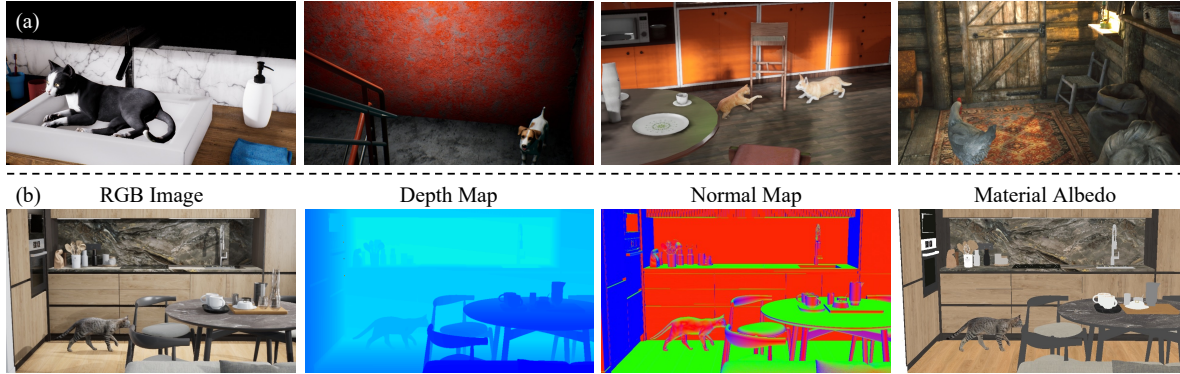 (a)
(b)
RGB Image
Depth Map
Normal Map
Material Albedo